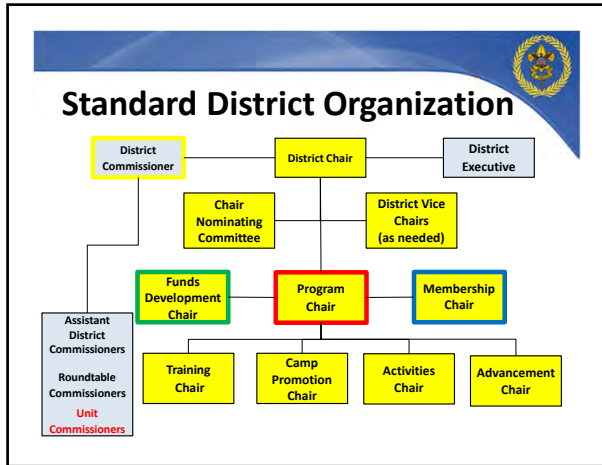 Standard District Organization
District
Commissioner
District Chair
District
Executive
Chair
Nominating
Committee
District Vice
Chairs
(as needed)
Funds
Development
Chair
Program
Chair
Membership
Chair
Assistant
District
Commissioners
Roundtable
Commissioners
Unit
Commissioners
Training
Chair
Camp
Promotion
Chair
Activities
Chair
Advancement
Chair